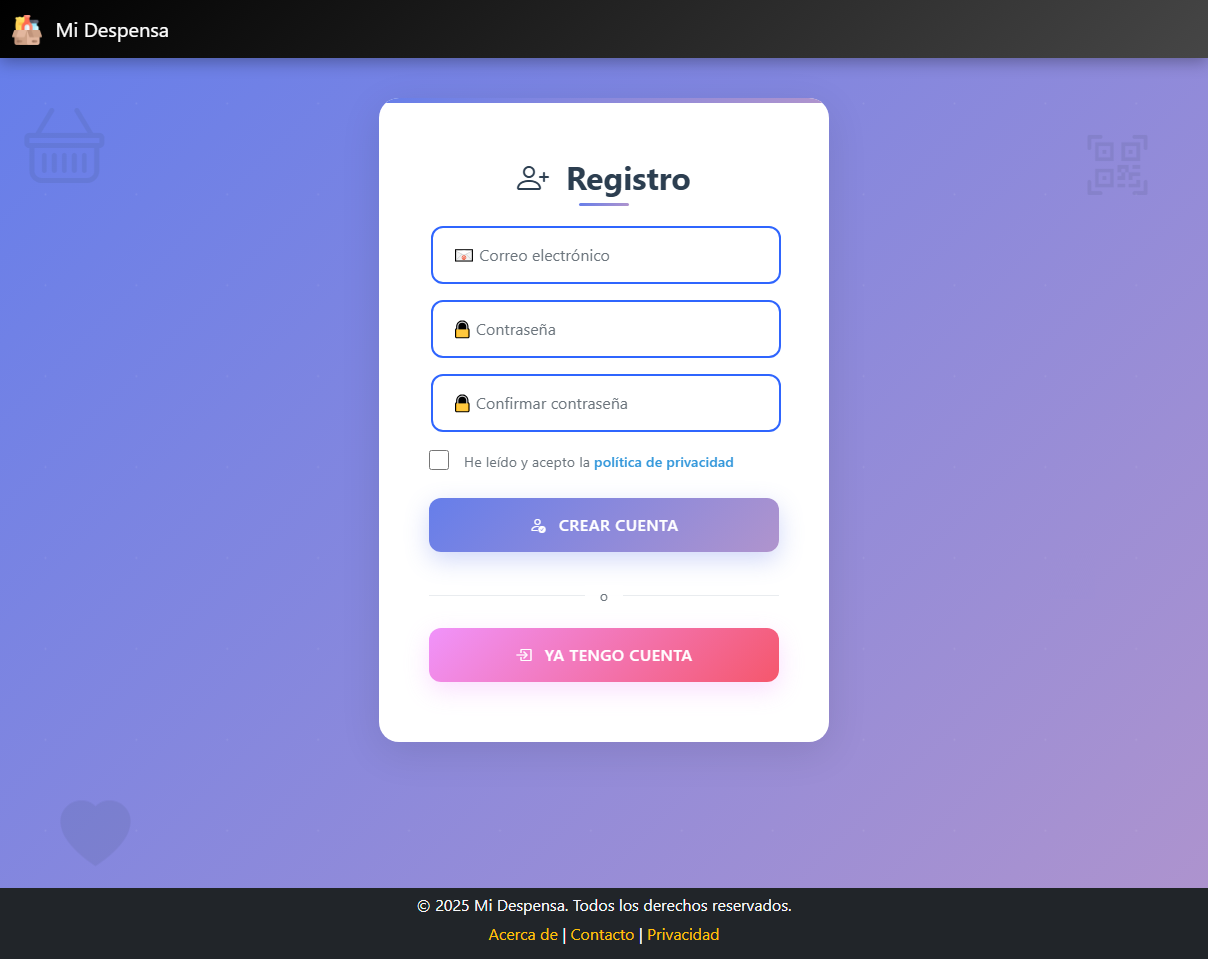 Mi Despensa
Registro
Correo electrónico
Contraseña
Confirmar contraseña
He leído y acepto la política de privacidad
CREAR CUENTA
o
YA TENGO CUENTA
© 2025 Mi Despensa. Todos los derechos reservados.
Acerca de | Contacto | Privacidad